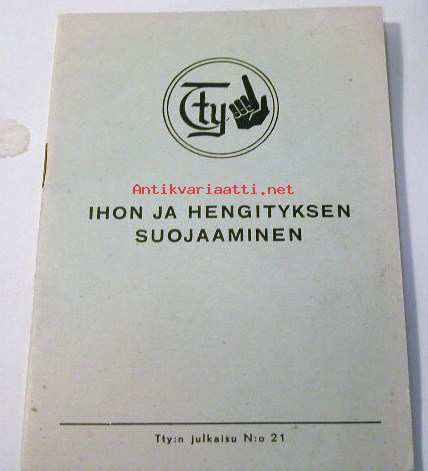 Tty
Antikvariaatti.net
IHON JA HENGITYKSEN
SUOJAAMINEN
Tty:n julkaisu N:o 21